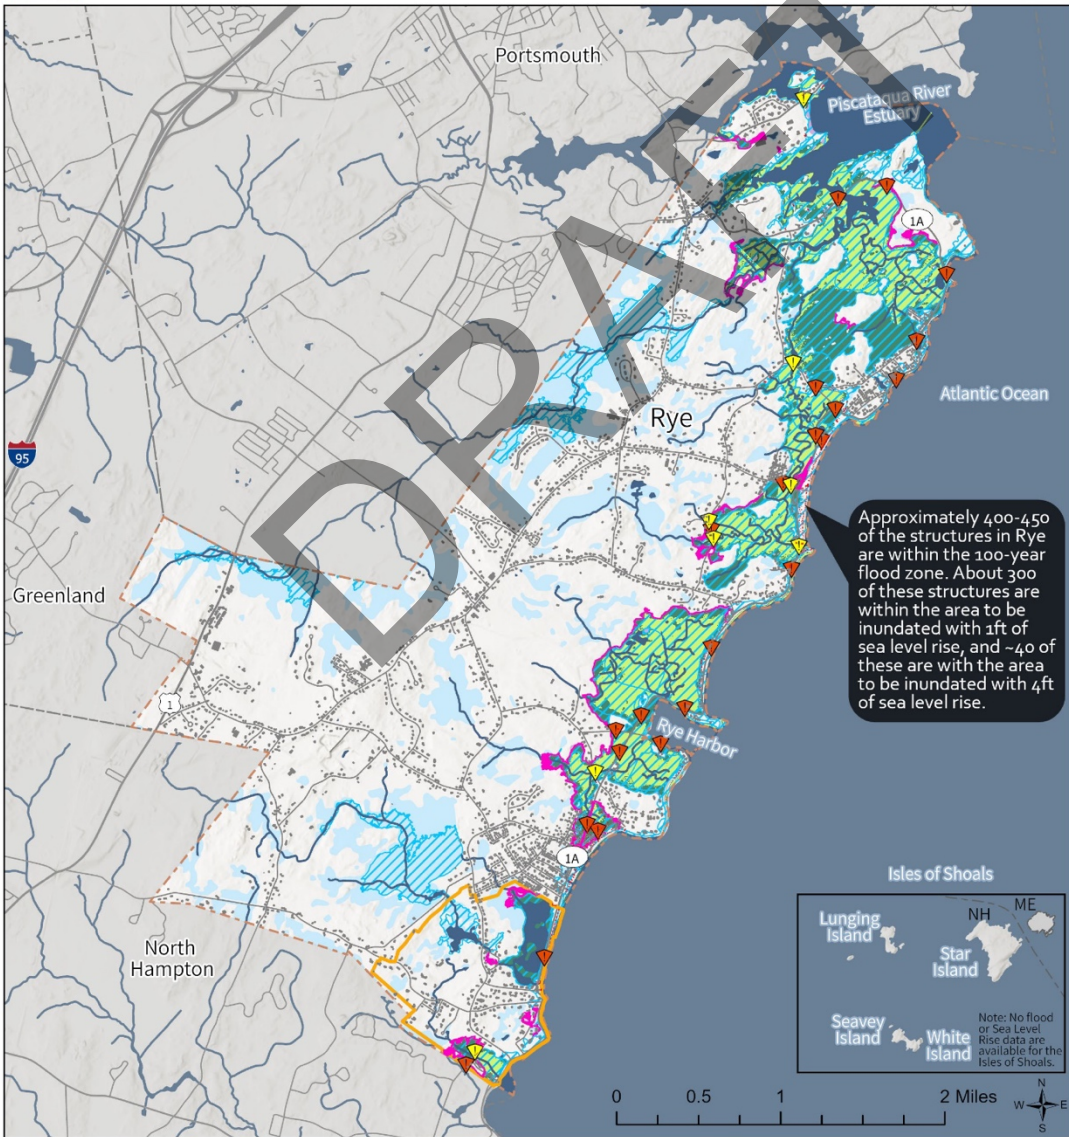 Portsmouth
Piscataqua River
Estuary
1A
Rye
Atlantic Ocean
95
Approximately 400-450
of the structures in Rye
are within the 100-year
flood zone. About 300
of these structures are
within the area to be
inundated with 1ft of
sea level rise, and ~40 of
these are with the area
to be inundated with 4ft
of sea level rise.
Greenland
1
Rye Harbor
1A
North
Hampton
Isles of Shoals
Lunging
Island
NH
ME
Star
Island
Seavey
Island
White
Island
Note: No flood
or Sea Level
Rise data are
available for the
Isles of Shoals.
0 0.5 1 2 Miles
N
W E
S
DRAFT